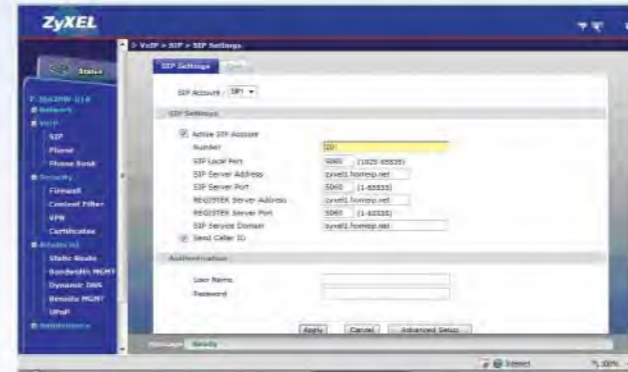 ZyXEL
> VoIP > SIP > SIP Settings
Status
SIP Settings
SIP Account : SIP1
P-2602HW-D1A
Network
VoIP
SIP
Phone
Phone Book
Security
Firewall
Content Filter
VPN
Certificates
Advanced
Static Route
Bandwidth MGMT
Dynamic DNS
Remote MGMT
UPnP
Maintenance
SIP Settings
Active SIP Account
Number 20
SIP Local Port 5060 (1025-65535)
SIP Server Address zyxel1.homeip.net
SIP Server Port 5060 (1-65535)
REGISTER Server Address zyxel1.homeip.net
REGISTER Server Port 5060 (1-65535)
SIP Service Domain zyxel1.homeip.net
Send Caller ID
Authentication
User Name
Password
Apply Cancel Advanced Setup
Message Ready
Internet 100%